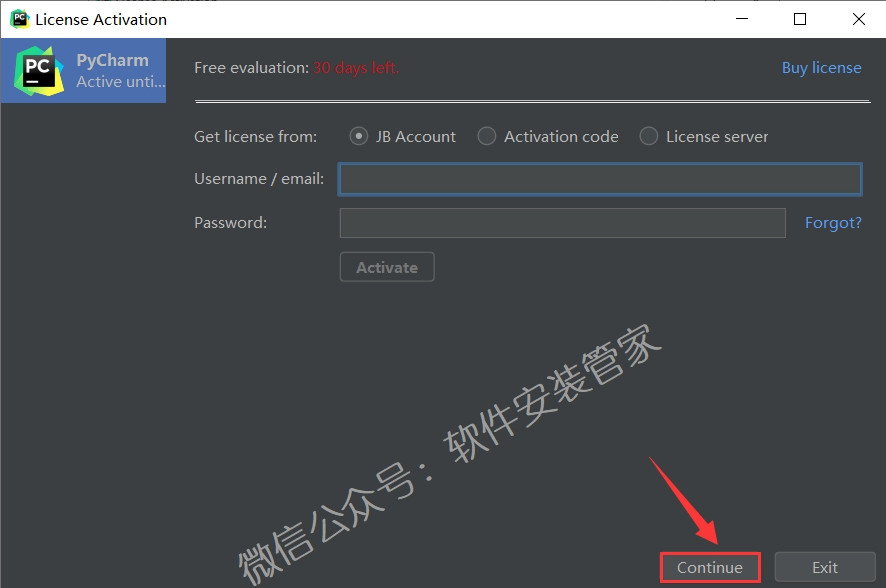 License Activation
PC
PyCharm
Active unti...
Free evaluation: 30 days left.
Buy license
Get license from: JB Account Activation code License server
Username / email:
Password:
Forgot?
Activate
微信公众号：软件安装管家
Continue
Exit